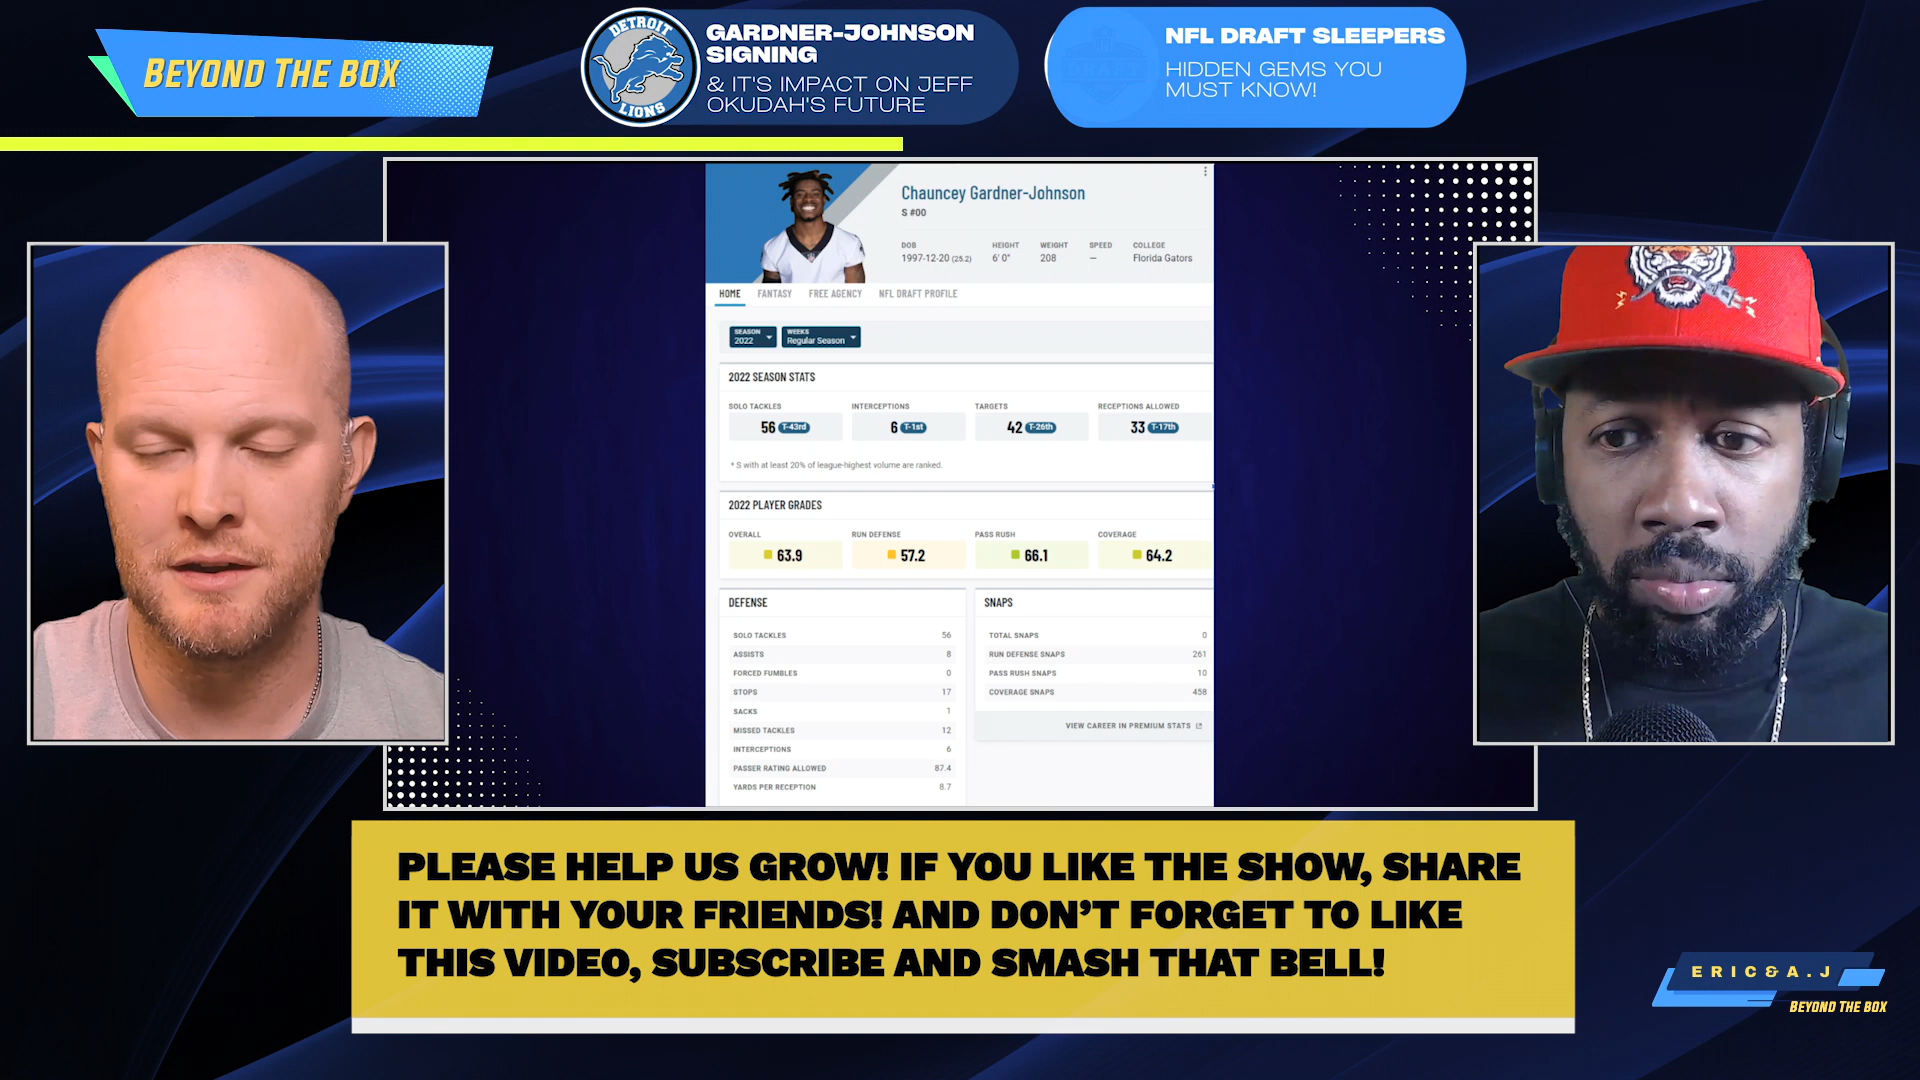 BEYOND THE BOX
DETROIT
LIONS
GARDNER-JOHNSON
SIGNING
& IT'S IMPACT ON JEFF
OKUDAH'S FUTURE
NFL DRAFT SLEEPERS
HIDDEN GEMS YOU
MUST KNOW!
Chauncey Gardner-Johnson
S #00
DOB HEIGHT WEIGHT SPEED COLLEGE
1997-12-20 (25.2) 6' 0" 208 – Florida Gators
HOME FANTASY FREE AGENCY NFL DRAFT PROFILE
SEASON WEEKS
2022 Regular Season
2022 SEASON STATS
SOLO TACKLES INTERCEPTIONS TARGETS RECEPTIONS ALLOWED
56 T-43rd 6 T-1st 42 T-26th 33 T-17th
* S with at least 20% of league-highest volume are ranked.
2022 PLAYER GRADES
OVERALL RUN DEFENSE PASS RUSH COVERAGE
63.9 57.2 66.1 64.2
DEFENSE
SOLO TACKLES 56
ASSISTS 8
FORCED FUMBLES 0
STOPS 17
SACKS 1
MISSED TACKLES 12
INTERCEPTIONS 6
PASSER RATING ALLOWED 87.4
YARDS PER RECEPTION 8.7
SNAPS
TOTAL SNAPS 0
RUN DEFENSE SNAPS 261
PASS RUSH SNAPS 10
COVERAGE SNAPS 458
VIEW CAREER IN PREMIUM STATS
PLEASE HELP US GROW! IF YOU LIKE THE SHOW, SHARE
IT WITH YOUR FRIENDS! AND DON'T FORGET TO LIKE
THIS VIDEO, SUBSCRIBE AND SMASH THAT BELL!
ERIC & A.J
BEYOND THE BOX